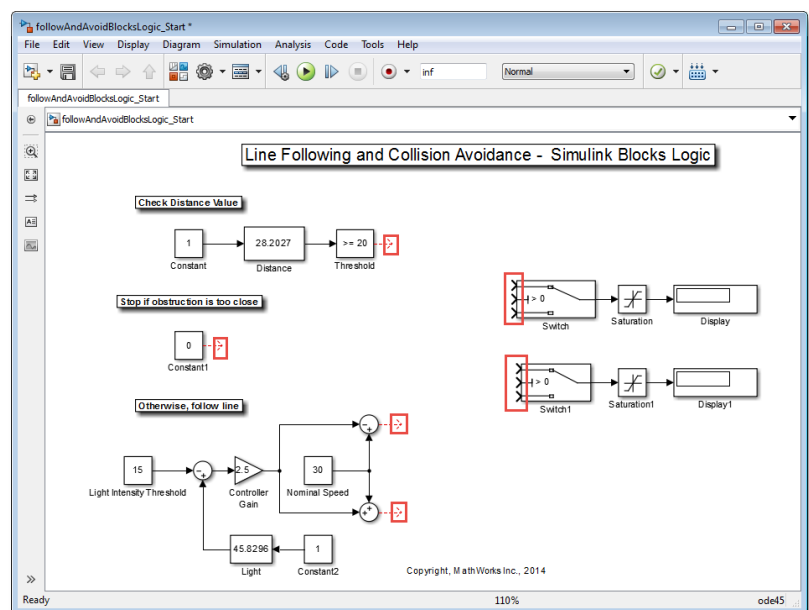 followAndAvoidBlocksLogic_Start *
File Edit View Display Diagram Simulation Analysis Code Tools Help
inf Normal
followAndAvoidBlocksLogic_Start
followAndAvoidBlocksLogic_Start
Line Following and Collision Avoidance - Simulink Blocks Logic
Check Distance Value
1 28.2027 >= 20
Constant Distance Threshold
> 0
Switch Saturation Display
Stop if obstruction is too close
0
Constant1
> 0
Switch1 Saturation1 Display1
Otherwise, follow line
15 2.5 30
Light Intensity Threshold Controller Gain Nominal Speed
45.8296 1
Light Constant2
Copyright, MathWorks Inc., 2014
Ready 110% ode45